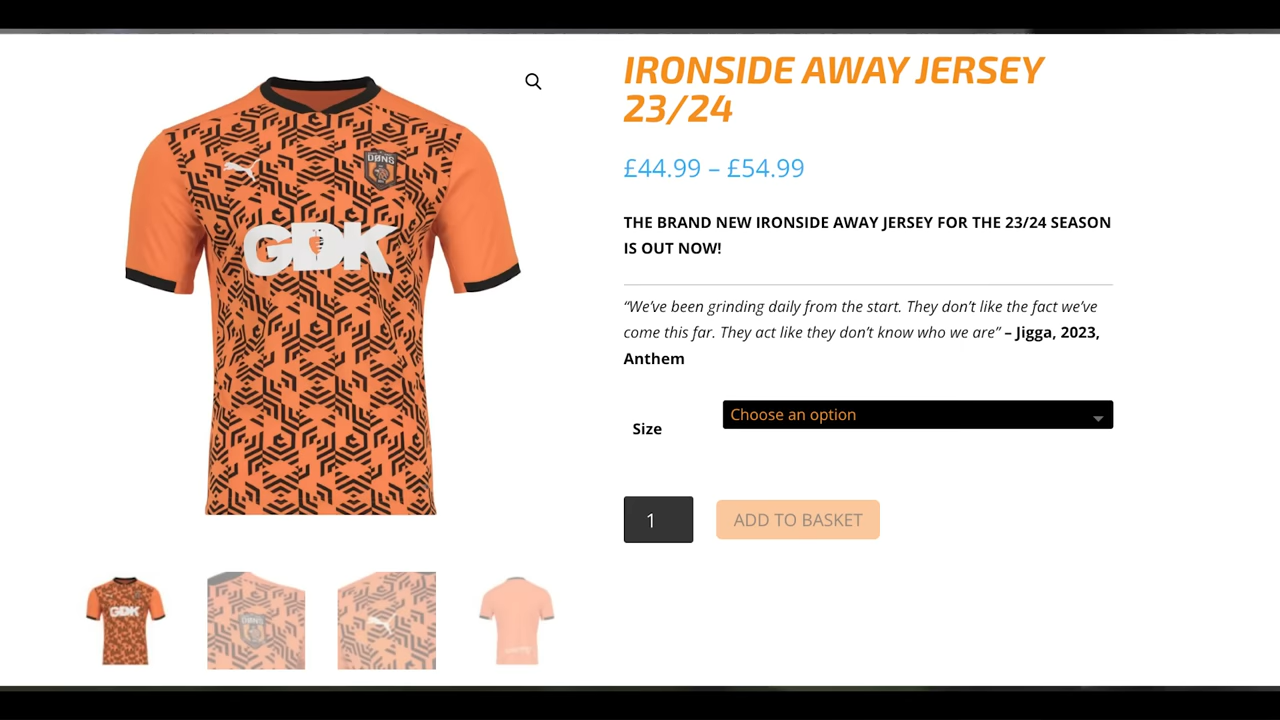 IRONSIDE AWAY JERSEY
23/24
£44.99 – £54.99
THE BRAND NEW IRONSIDE AWAY JERSEY FOR THE 23/24 SEASON
IS OUT NOW!
“We’ve been grinding daily from the start. They don’t like the fact we’ve
come this far. They act like they don’t know who we are” – Jigga, 2023,
Anthem
Size
Choose an option
1
ADD TO BASKET
DØNS
GDK
GDK
DØNS